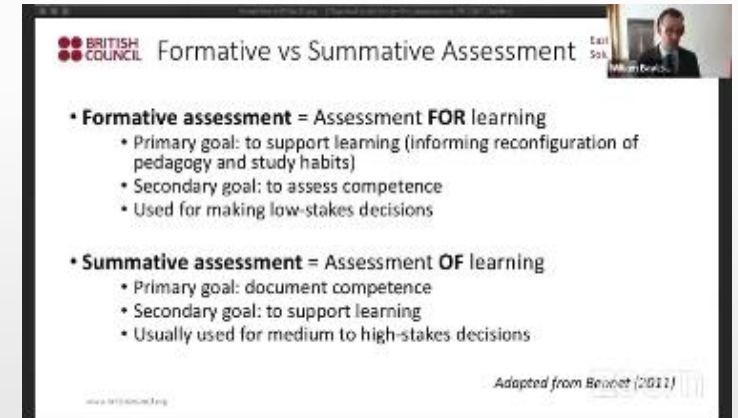 BRITISH
COUNCIL
Formative vs Summative Assessment
East
• Formative assessment = Assessment FOR learning
• Primary goal: to support learning (informing reconfiguration of
pedagogy and study habits)
• Secondary goal: to assess competence
• Used for making low-stakes decisions
• Summative assessment = Assessment OF learning
• Primary goal: document competence
• Secondary goal: to support learning
• Usually used for medium to high-stakes decisions
Adapted from Bennet (2011)
zoom